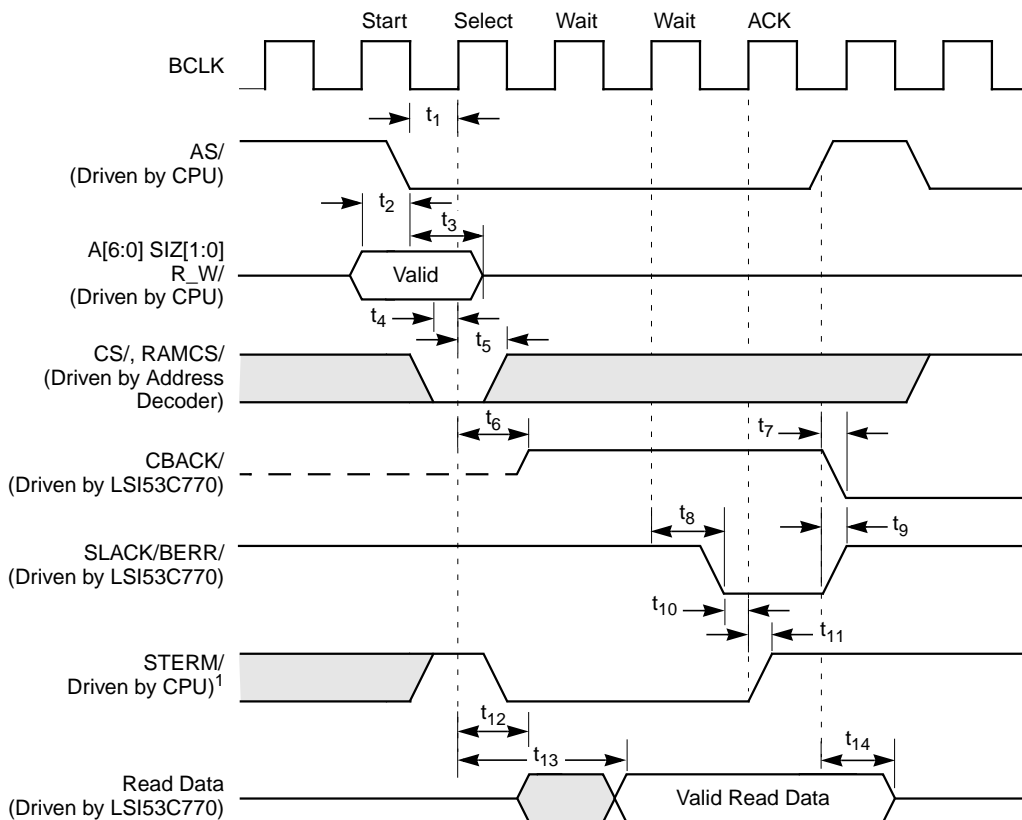 Start Select Wait Wait ACK
BCLK
t1
AS/
(Driven by CPU)
t2
t3
A[6:0] SIZ[1:0]
R_W/
(Driven by CPU)
Valid
t4
t5
CS/, RAMCS/
(Driven by Address
Decoder)
t6
t7
CBACK/
(Driven by LSI53C770)
t8
t9
SLACK/BERR/
(Driven by LSI53C770)
t10
t11
STERM/
Driven by CPU)1
t12
t13
t14
Read Data
(Driven by LSI53C770)
Valid Read Data